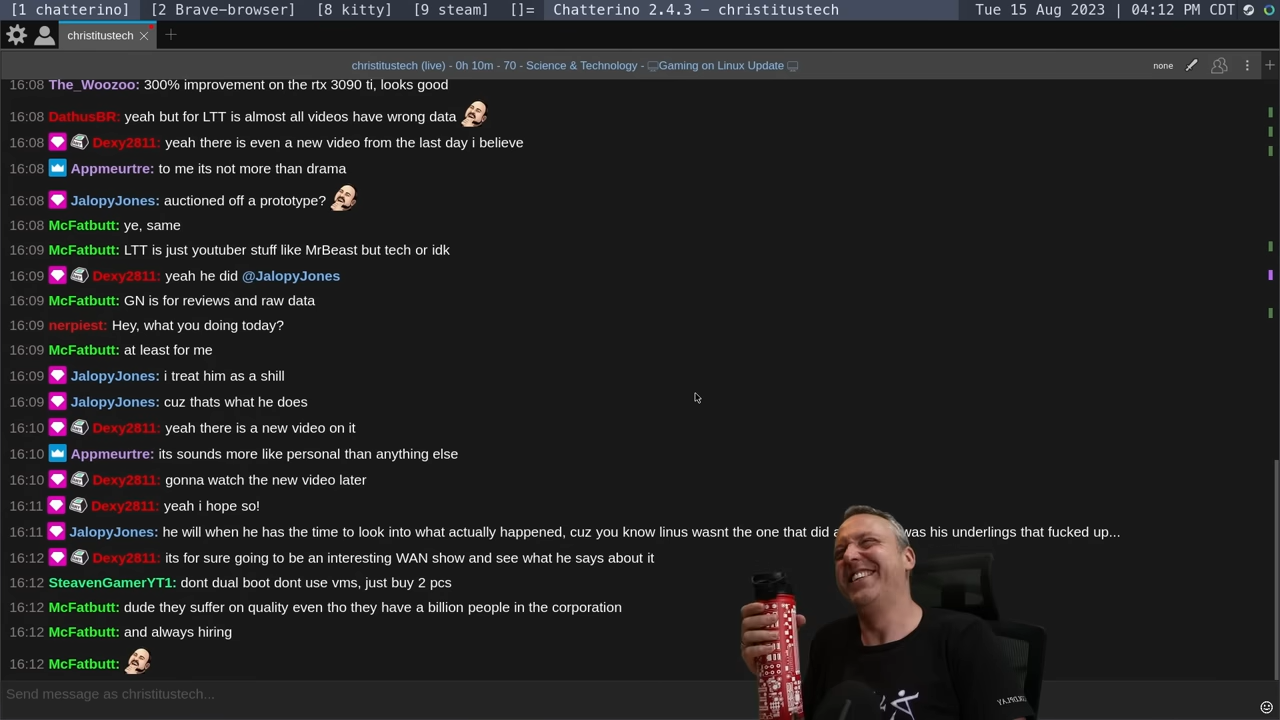 [1 chatterino] [2 Brave-browser] [8 kitty] [9 steam] []= Chatterino 2.4.3 - christitustech Tue 15 Aug 2023 | 04:12 PM CDT
christitustech
christitustech (live) - 0h 10m - 70 - Science & Technology - 🖥Gaming on Linux Update 🖥 none
16:08 The_Woozoo: 300% improvement on the rtx 3090 ti, looks good
16:08 DathusBR: yeah but for LTT is almost all videos have wrong data
16:08 Dexy2811: yeah there is even a new video from the last day i believe
16:08 Appmeurtre: to me its not more than drama
16:08 JalopyJones: auctioned off a prototype?
16:08 McFatbutt: ye, same
16:09 McFatbutt: LTT is just youtuber stuff like MrBeast but tech or idk
16:09 Dexy2811: yeah he did @JalopyJones
16:09 McFatbutt: GN is for reviews and raw data
16:09 nerpiest: Hey, what you doing today?
16:09 McFatbutt: at least for me
16:09 JalopyJones: i treat him as a shill
16:09 JalopyJones: cuz thats what he does
16:10 Dexy2811: yeah there is a new video on it
16:10 Appmeurtre: its sounds more like personal than anything else
16:10 Dexy2811: gonna watch the new video later
16:11 Dexy2811: yeah i hope so!
16:11 JalopyJones: he will when he has the time to look into what actually happened, cuz you know linus wasnt the one that did was his underlings that fucked up...
16:12 Dexy2811: its for sure going to be an interesting WAN show and see what he says about it
16:12 SteavenGamerYT1: dont dual boot dont use vms, just buy 2 pcs
16:12 McFatbutt: dude they suffer on quality even tho they have a billion people in the corporation
16:12 McFatbutt: and always hiring
16:12 McFatbutt:
Send message as christitustech...